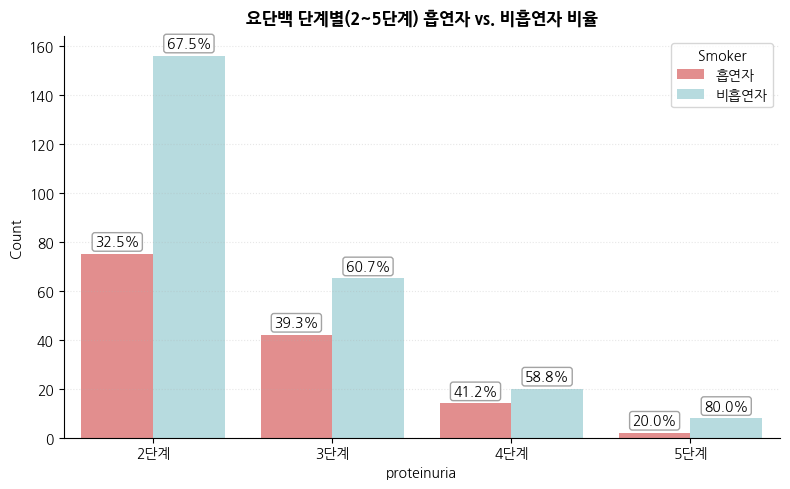 요단백 단계별(2~5단계) 흡연자 vs. 비흡연자 비율
Smoker
흡연자
비흡연자
Count
160
140
120
100
80
60
40
20
0
32.5%
67.5%
39.3%
60.7%
41.2%
58.8%
20.0%
80.0%
2단계
3단계
4단계
5단계
proteinuria